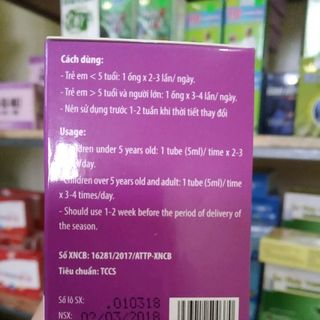 Cách dùng:
- Trẻ em < 5 tuổi: 1 ống x 2-3 lần/ ngày.
- Trẻ em > 5 tuổi và người lớn: 1 ống x 3-4 lần/ ngày.
- Nên sử dụng trước 1-2 tuần khi thời tiết thay đổi
Usage:
Children under 5 years old: 1 tube (5ml)/ time x 2-3
/day.
Children over 5 years old and adult: 1 tube (5ml)/ time
x 3-4 times/day.
- Should use 1-2 week before the period of delivery of
the season.
Số XNCB: 16281/2017/ATTP-XNCB
Tiêu chuẩn: TCCS
Số lô SX: .010318
NSX: 02/03/2018